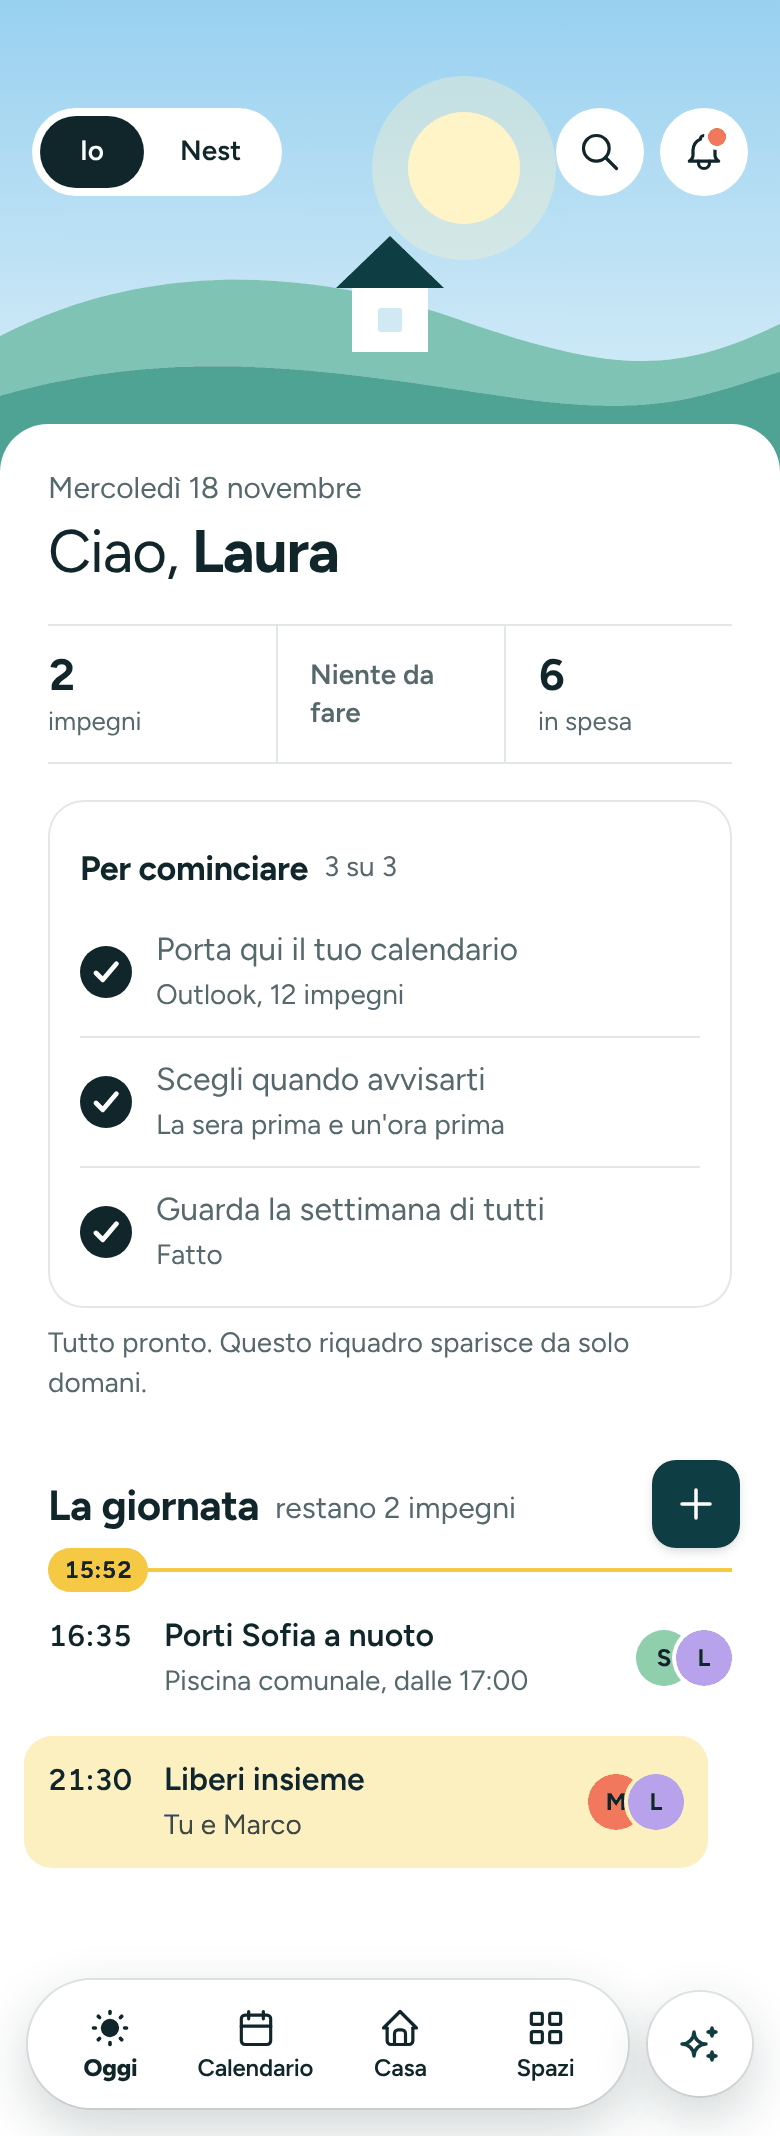 Io
Nest
Mercoledì 18 novembre
Ciao, Laura
2
impegni
Niente da
fare
6
in spesa
Per cominciare 3 su 3
Porta qui il tuo calendario
Outlook, 12 impegni
Scegli quando avvisarti
La sera prima e un'ora prima
Guarda la settimana di tutti
Fatto
Tutto pronto. Questo riquadro sparisce da solo
domani.
La giornata restano 2 impegni
15:52
16:35 Porti Sofia a nuoto
Piscina comunale, dalle 17:00
S L
21:30 Liberi insieme
Tu e Marco
M L
Oggi
Calendario
Casa
Spazi